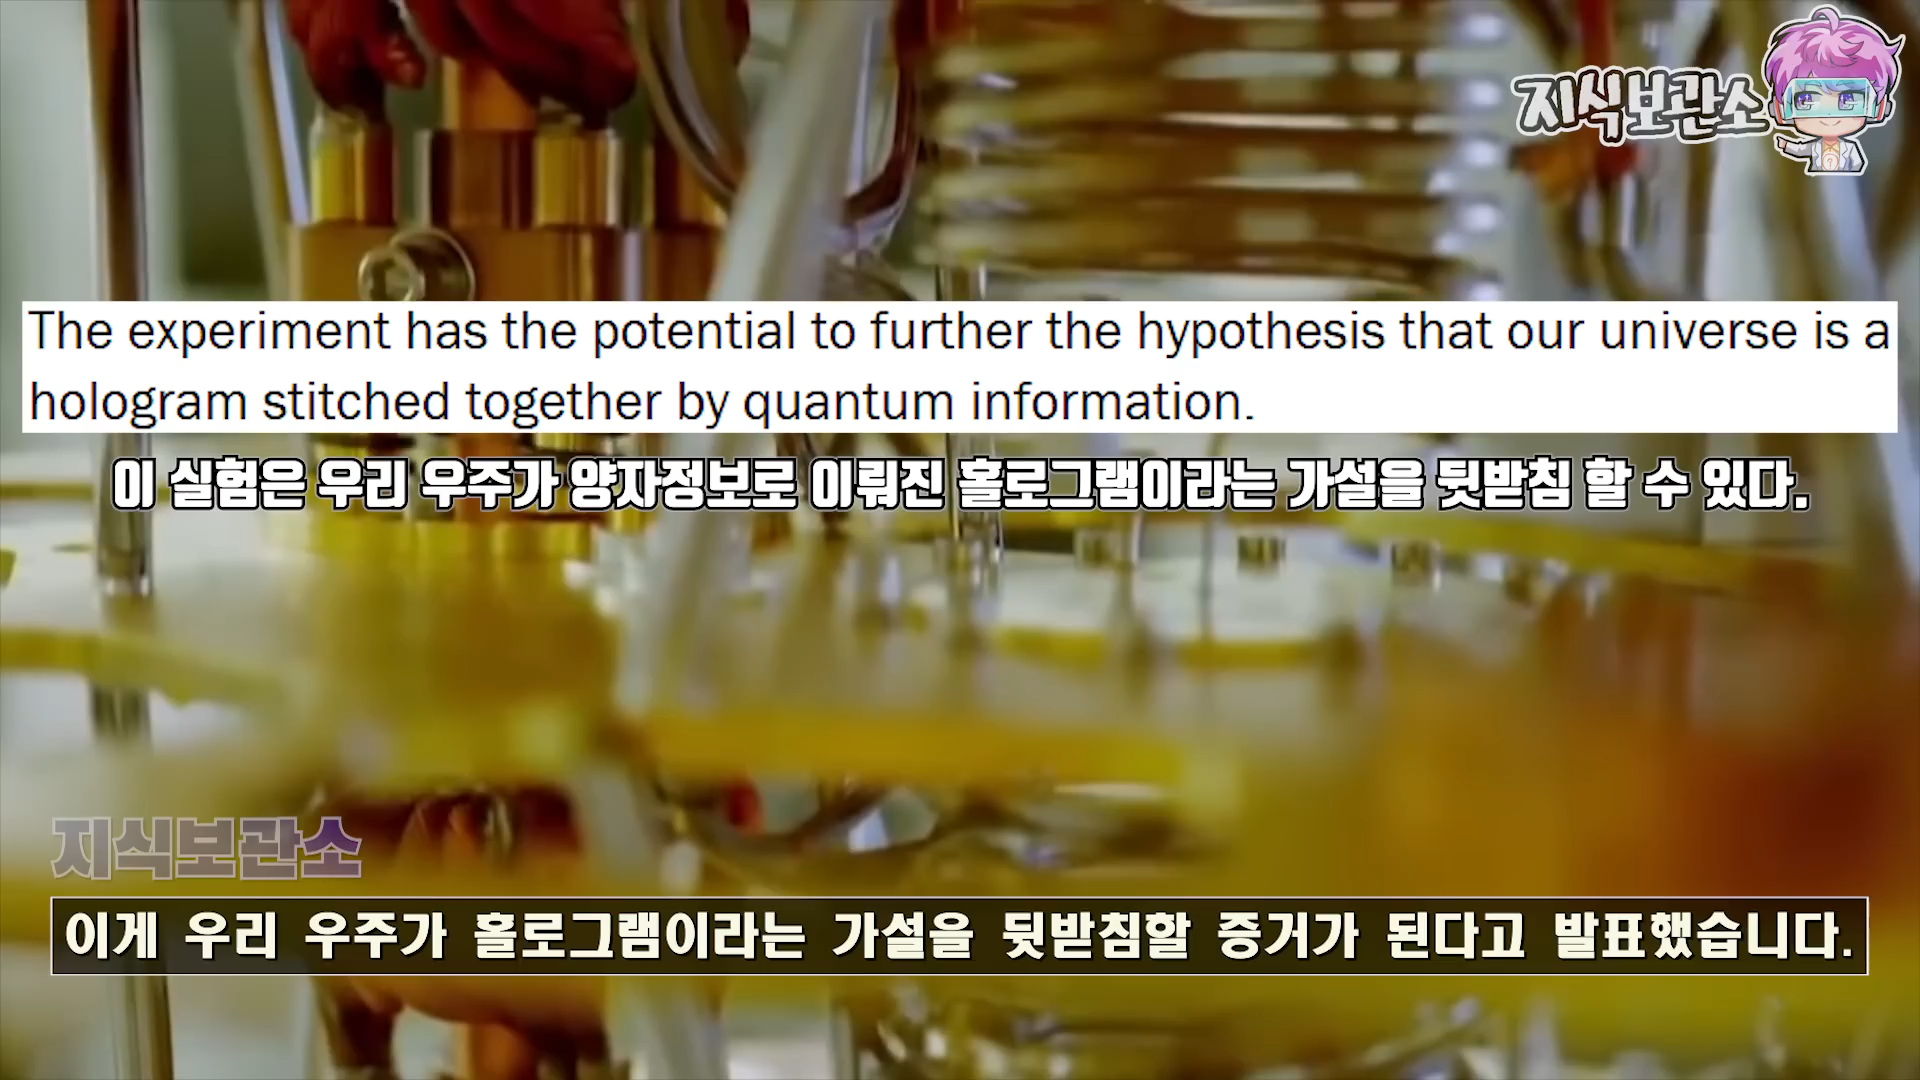 지식보관소
The experiment has the potential to further the hypothesis that our universe is a
hologram stitched together by quantum information.
이 실험은 우리 우주가 양자정보로 이뤄진 홀로그램이라는 가설을 뒷받침 할 수 있다.
지식보관소
이게 우리 우주가 홀로그램이라는 가설을 뒷받침할 증거가 된다고 발표했습니다.